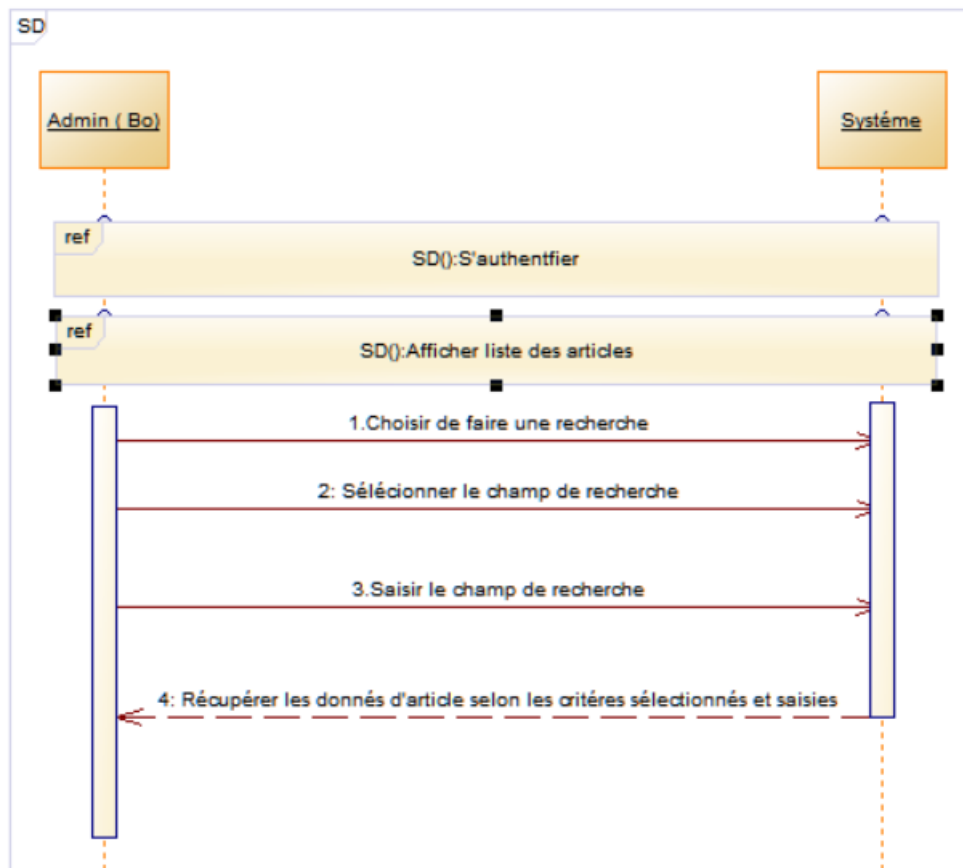 SD
Admin ( Bo)
Systéme
ref
SD():S'authentfier
ref
SD():Afficher liste des articles
1.Choisir de faire une recherche
2: Sélécionner le champ de recherche
3.Saisir le champ de recherche
4: Récupérer les donnés d'article selon les critéres sélectionnés et saisies